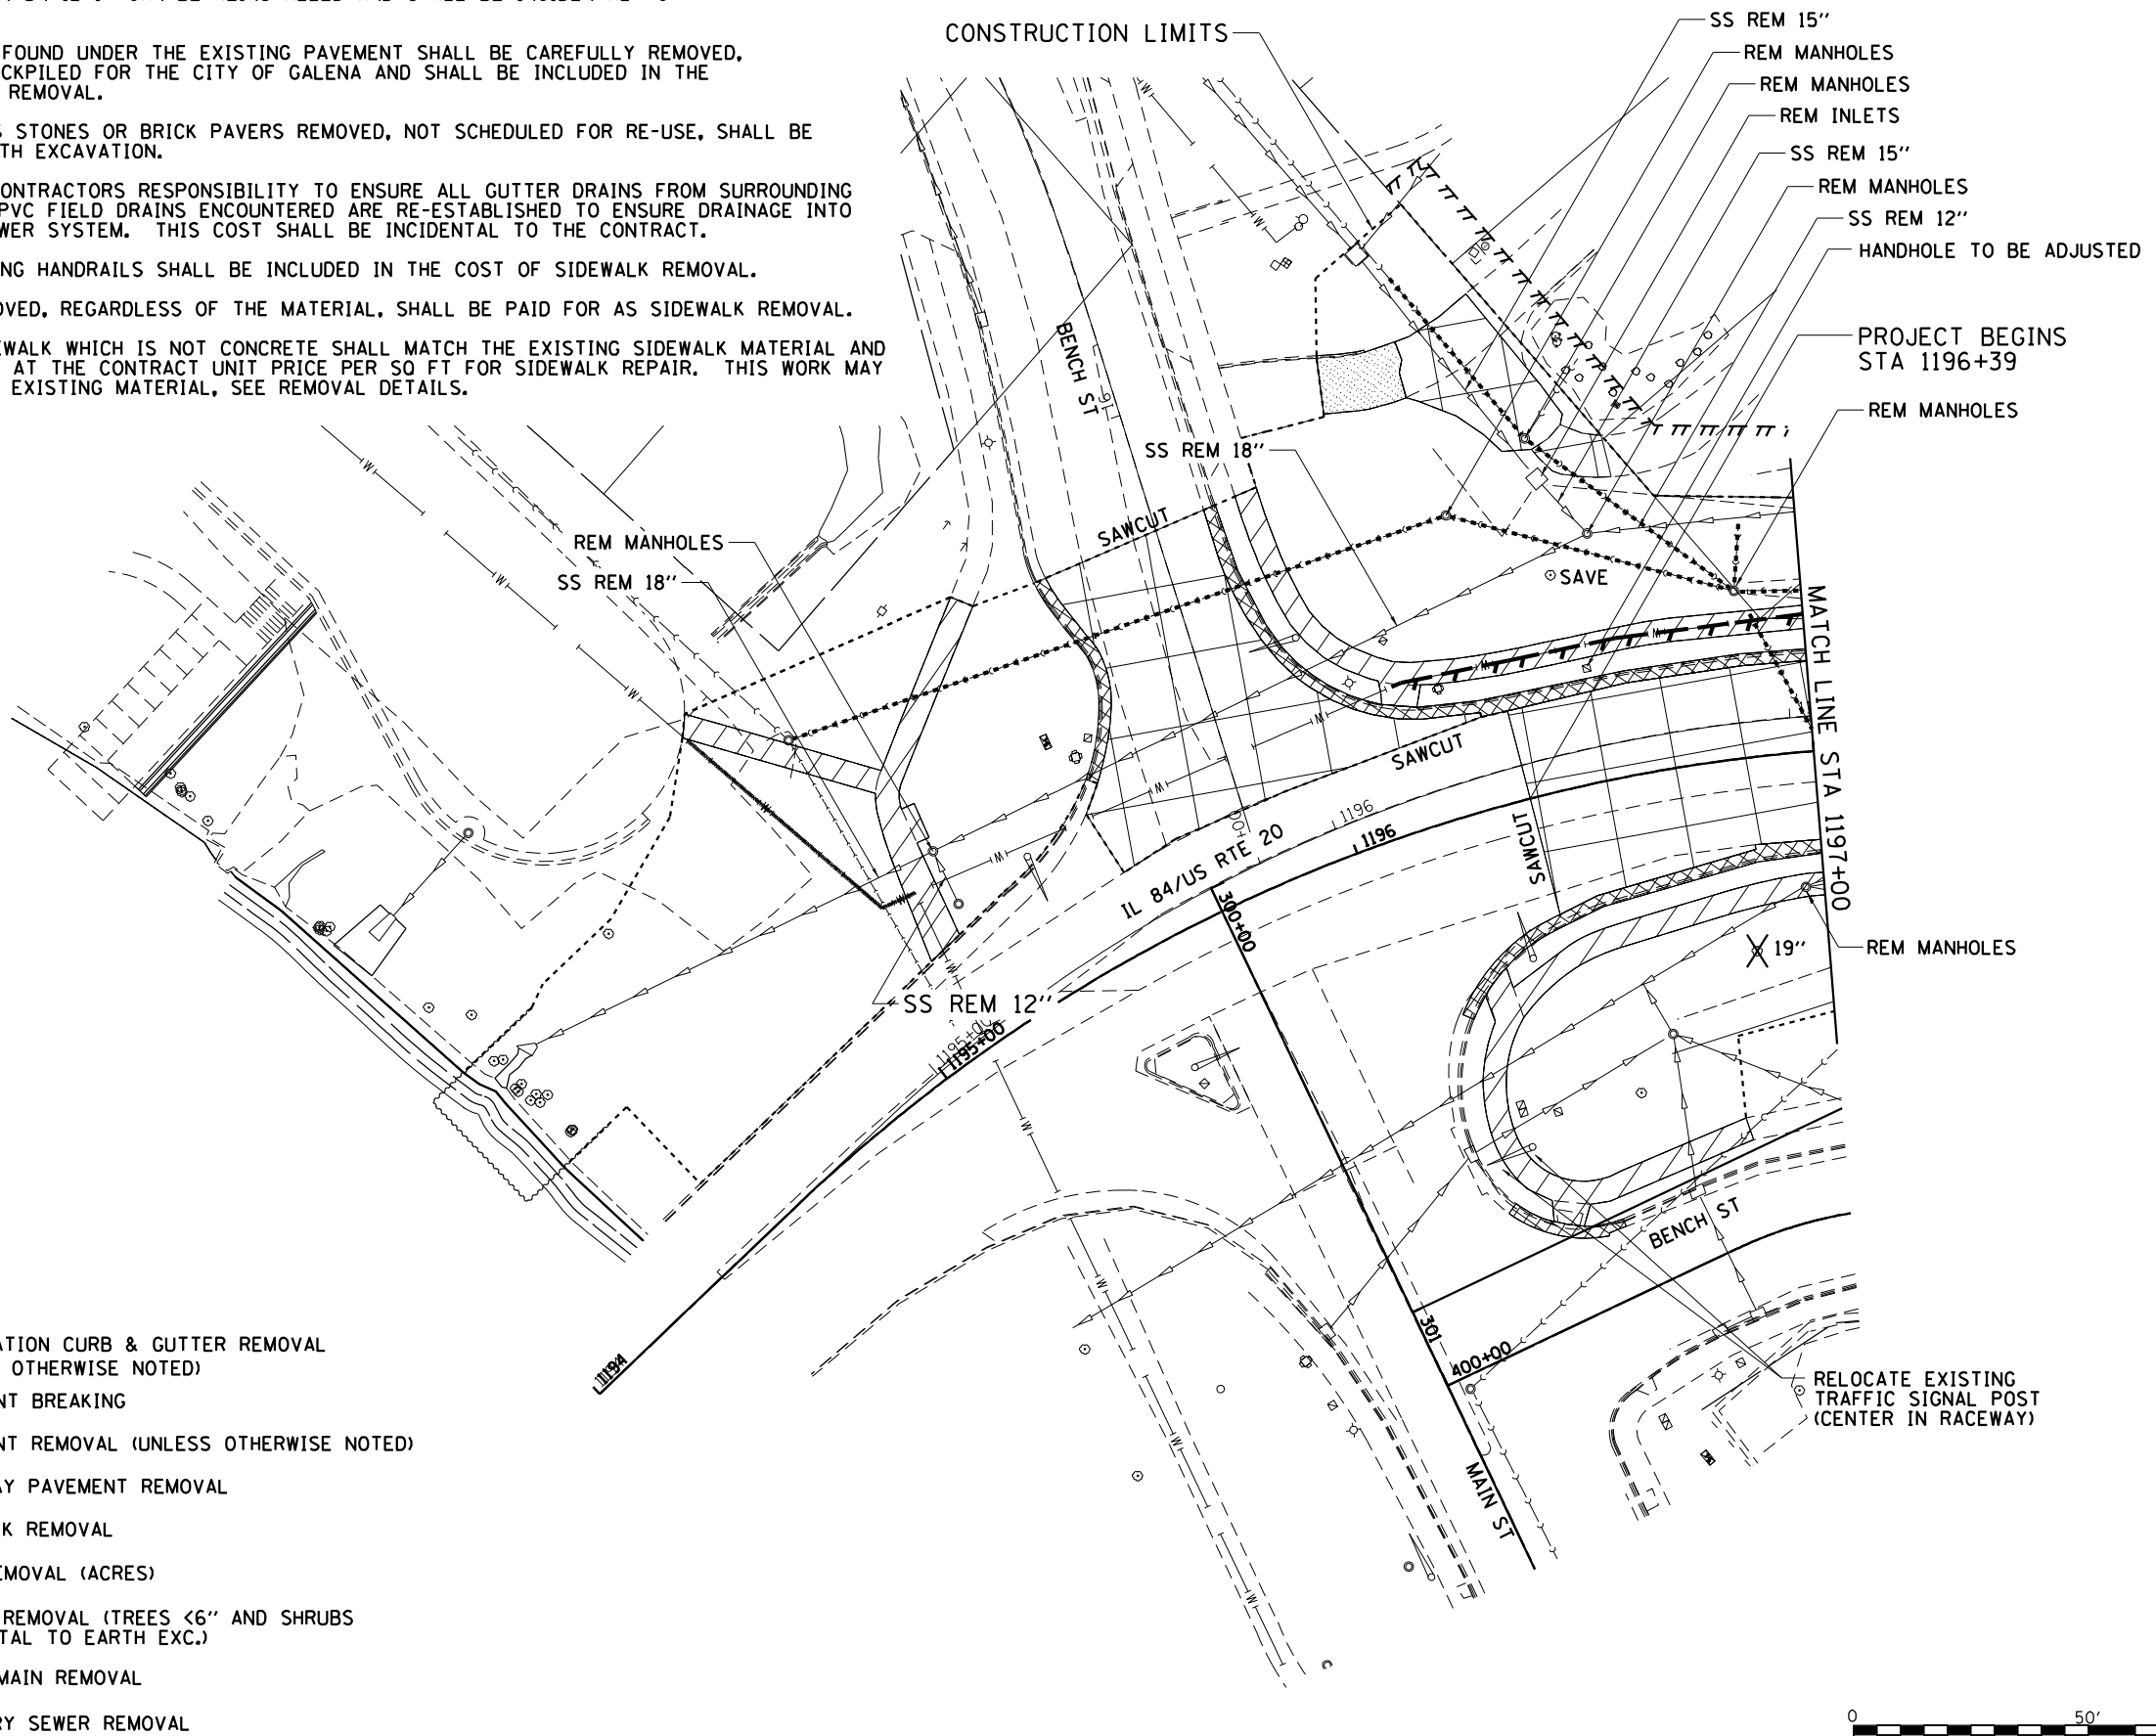 FOUND UNDER THE EXISTING PAVEMENT SHALL BE CAREFULLY REMOVED,
CKPILED FOR THE CITY OF GALENA AND SHALL BE INCLUDED IN THE
REMOVAL.
S STONES OR BRICK PAVERS REMOVED, NOT SCHEDULED FOR RE-USE, SHALL BE
TH EXCAVATION.
ONTRACTORS RESPONSIBILITY TO ENSURE ALL GUTTER DRAINS FROM SURROUNDING
PVC FIELD DRAINS ENCOUNTERED ARE RE-ESTABLISHED TO ENSURE DRAINAGE INTO
WER SYSTEM. THIS COST SHALL BE INCIDENTAL TO THE CONTRACT.
NG HANDRAILS SHALL BE INCLUDED IN THE COST OF SIDEWALK REMOVAL.
OVED, REGARDLESS OF THE MATERIAL, SHALL BE PAID FOR AS SIDEWALK REMOVAL.
EWALK WHICH IS NOT CONCRETE SHALL MATCH THE EXISTING SIDEWALK MATERIAL AND
AT THE CONTRACT UNIT PRICE PER SQ FT FOR SIDEWALK REPAIR. THIS WORK MAY
EXISTING MATERIAL, SEE REMOVAL DETAILS.
CONSTRUCTION LIMITS
SS REM 15"
REM MANHOLES
REM MANHOLES
REM INLETS
SS REM 15"
REM MANHOLES
SS REM 12"
HANDHOLE TO BE ADJUSTED
PROJECT BEGINS
STA 1196+39
REM MANHOLES
BENCH ST
16
SS REM 18"
SAWCUT
REM MANHOLES
SS REM 18"
SAVE
MATCH LINE STA 1197+00
SAWCUT
SAWCUT
1196
1196
IL 84/US RTE 20
300+00
19"
REM MANHOLES
SS REM 12"
1195+00
1195+00
BENCH ST
301
400+00
1194
MAIN ST
RELOCATE EXISTING
TRAFFIC SIGNAL POST
(CENTER IN RACEWAY)
ATION CURB & GUTTER REMOVAL
OTHERWISE NOTED)
NT BREAKING
NT REMOVAL (UNLESS OTHERWISE NOTED)
AY PAVEMENT REMOVAL
K REMOVAL
EMOVAL (ACRES)
REMOVAL (TREES <6" AND SHRUBS
TAL TO EARTH EXC.)
MAIN REMOVAL
RY SEWER REMOVAL
0 50'